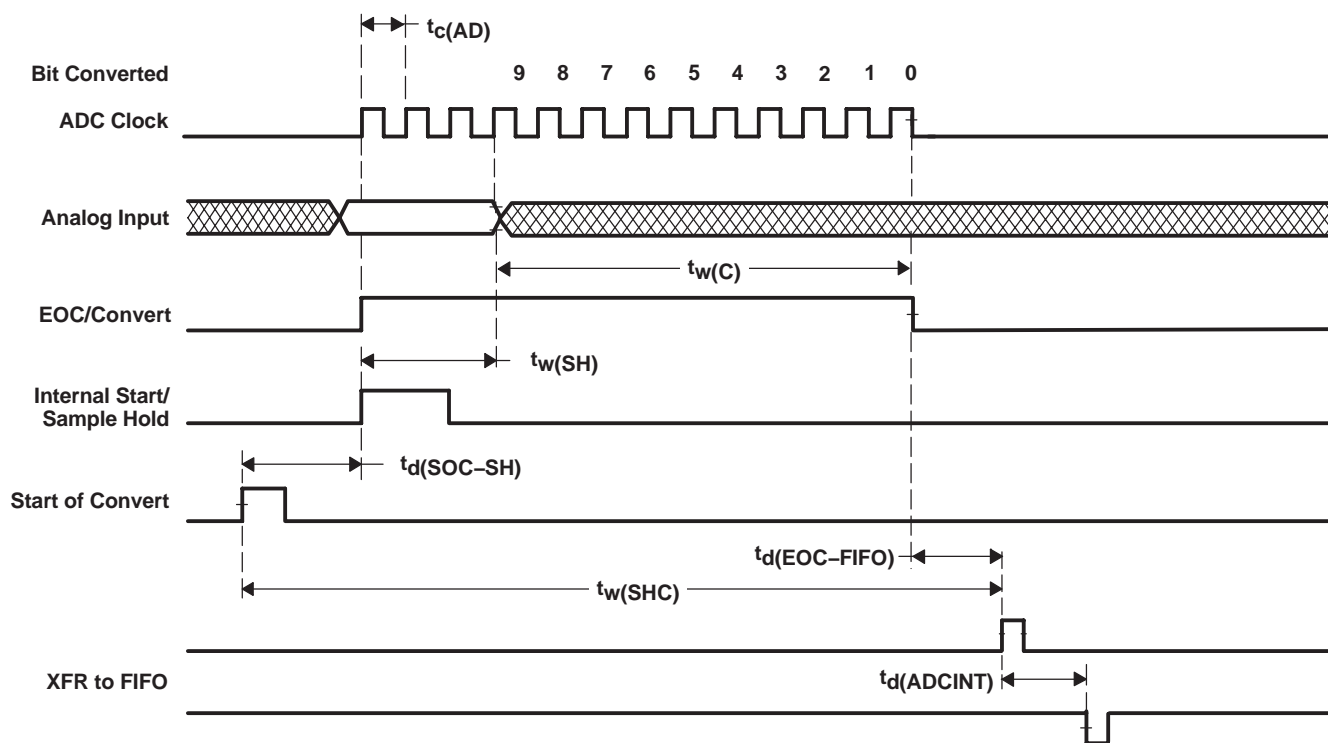 tc(AD)
Bit Converted 9 8 7 6 5 4 3 2 1 0
ADC Clock
Analog Input
tw(C)
EOC/Convert
tw(SH)
Internal Start/
Sample Hold
td(SOC–SH)
Start of Convert
td(EOC–FIFO)
tw(SHC)
XFR to FIFO
td(ADCINT)